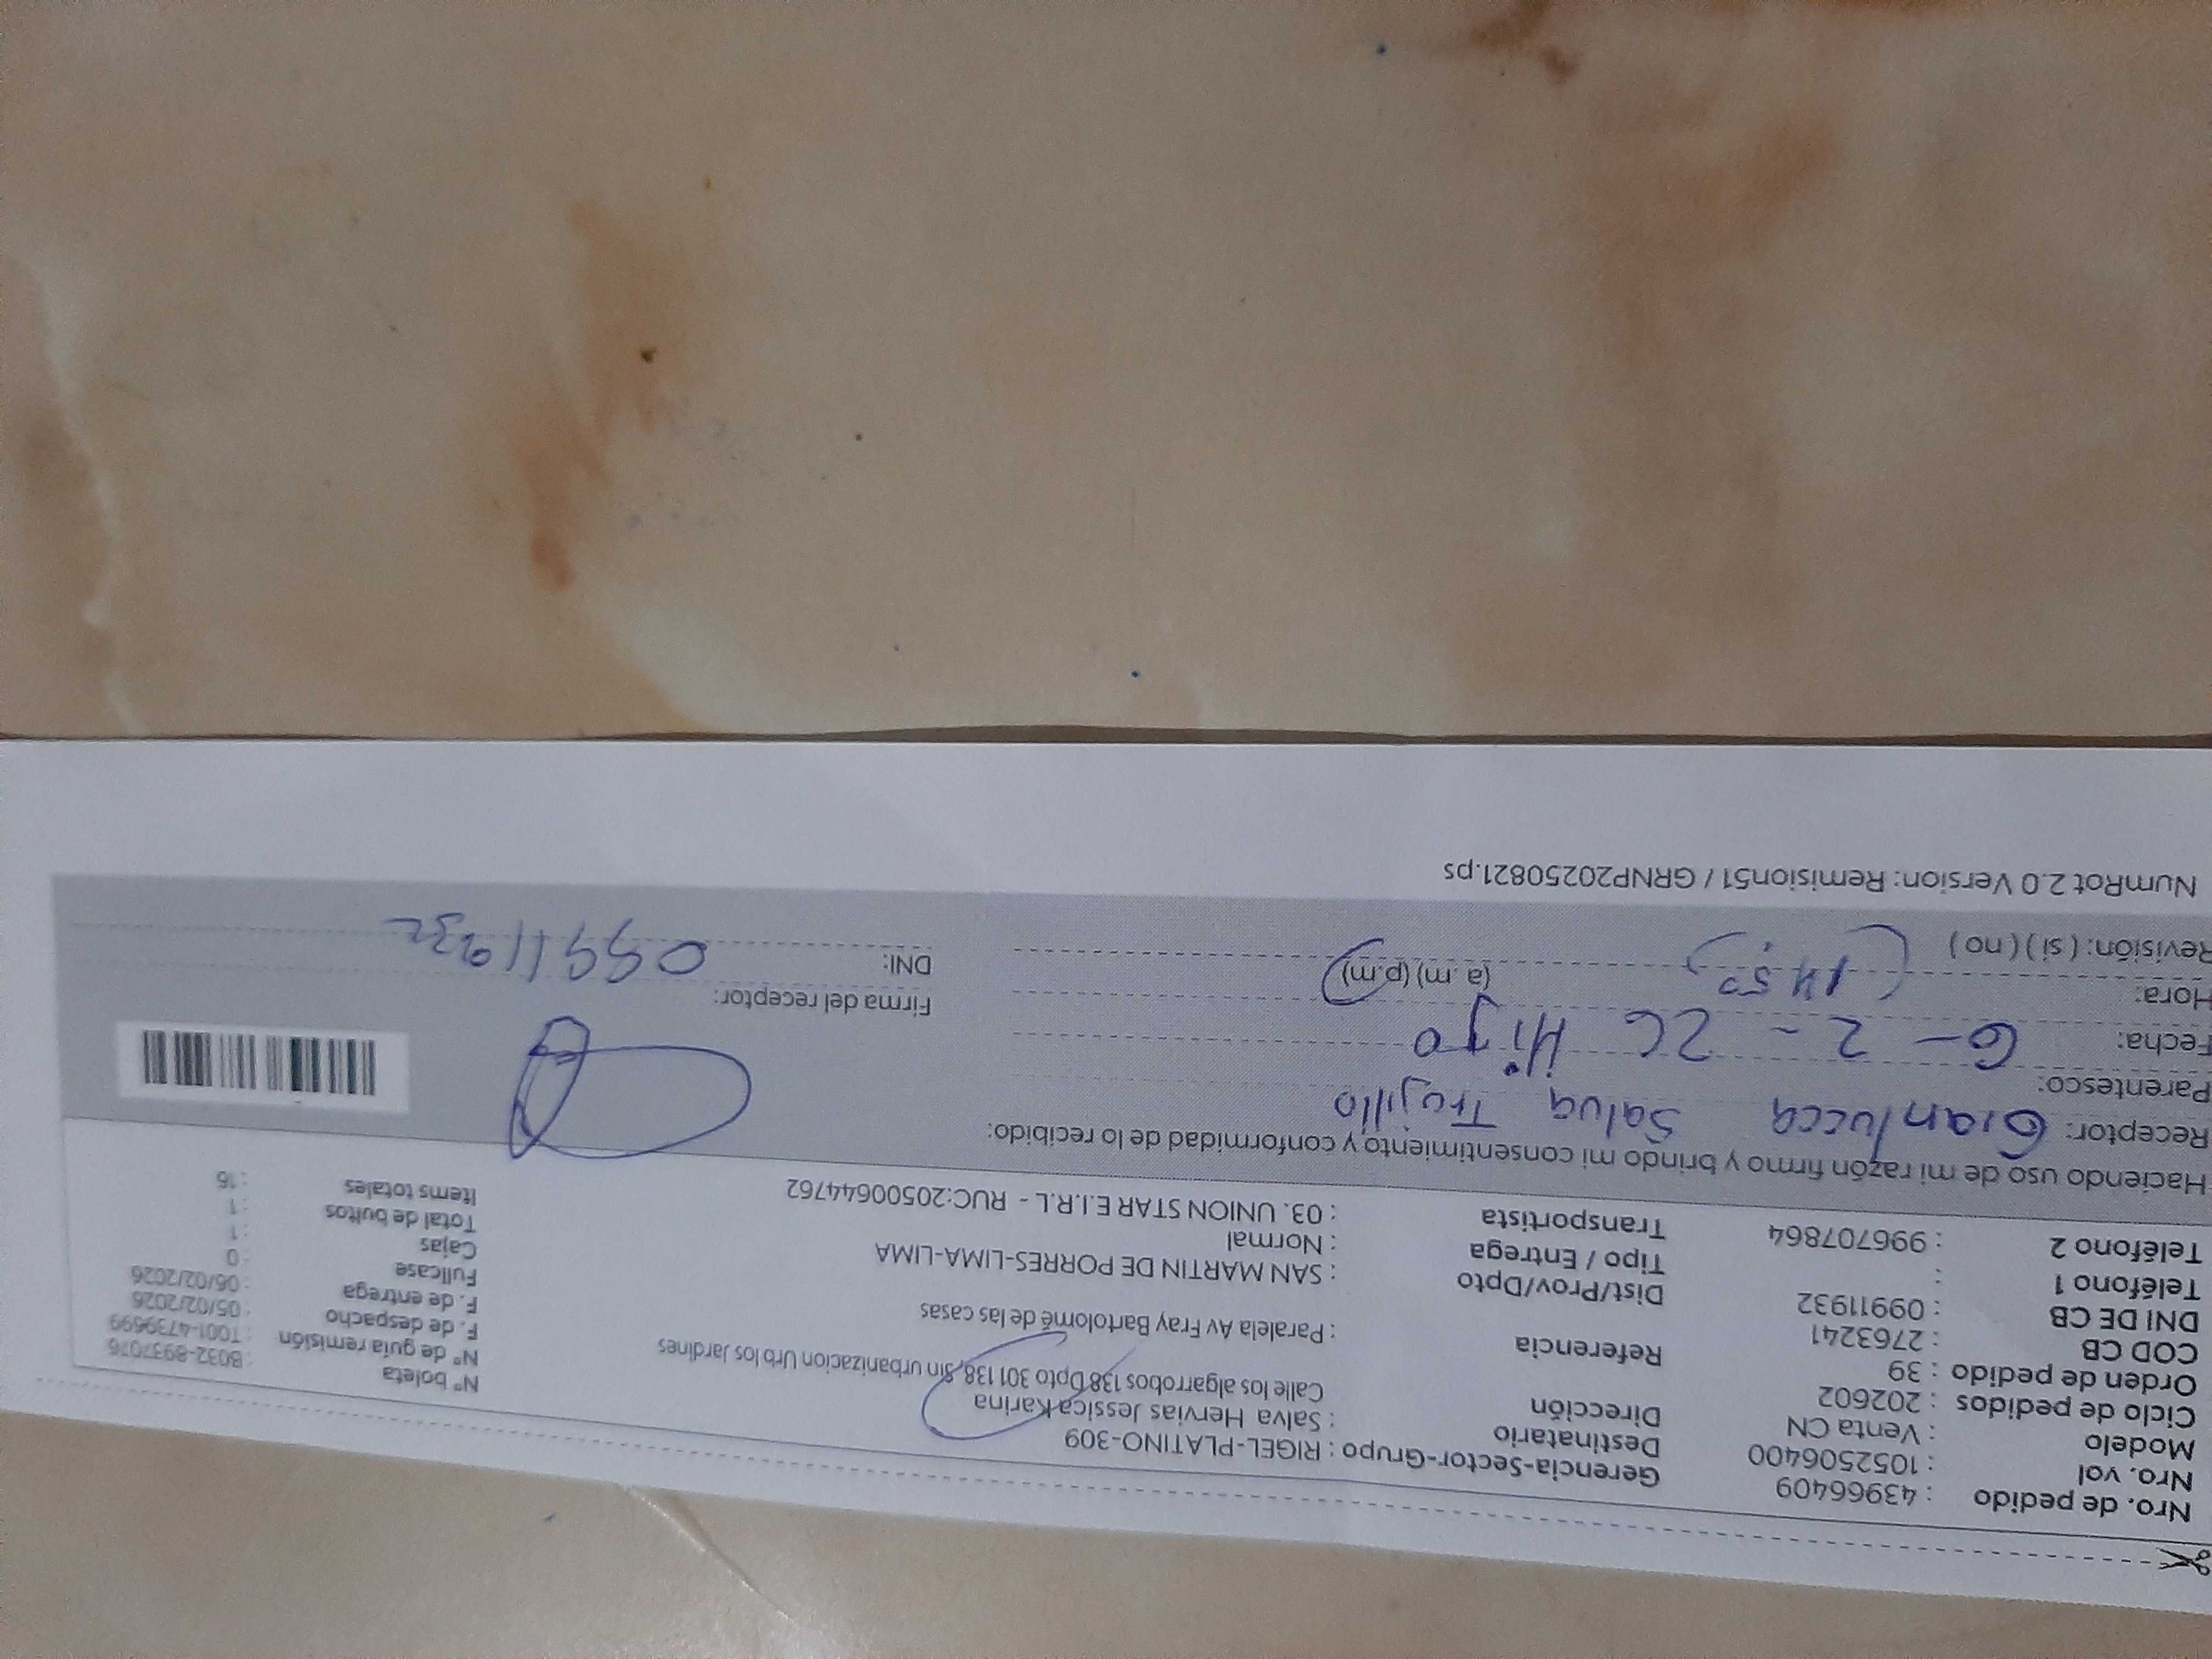 Nro. de pedido : 43966409
Nro. val : 1052506400
Modelo : Venta CN
Ciclo de pedidos : 202602
Orden de pedido : 39
COD CB : 2763241
DNI DE CB : 09911932
Teléfono 1 :
Teléfono 2 : 996707864
Gerencia-Sector-Grupo : RIGEL-PLATINO-309
Destinatario : Salva Hervias Jessica Karina
Dirección Calle los algarrobos 138 Dpto 301 138, Sin urbanizacion Urb los Jardines
Referencia : Paralela Av Fray Bartolomé de las casas
Dist/Prov/Dpto : SAN MARTIN DE PORRES-LIMA-LIMA
Tipo / Entrega : Normal
Transportista : 03. UNION STAR E.I.R.L - RUC:20500644762
Nº boleta : B032-8937076
Nº de guía remisión : T001-4739699
F. de despacho : 05/02/2026
F. de entrega : 06/02/2026
Fullcase : 0
Cajas : 1
Total de bultos : 1
Items totales : 16
Haciendo uso de mi razón firmo y brindo mi consentimiento y conformidad de lo recibido:
Receptor: Gianlucca Salva Trujillo
Parentesco: Hijo
Fecha: 6-2-26
Hora: 14:50 (a.m) (p.m)
Revisión: ( si ) ( no )
Firma del receptor:
DNI: 09911932
NumRot 2.0 Version: Remision51 / GRNP20250821.ps